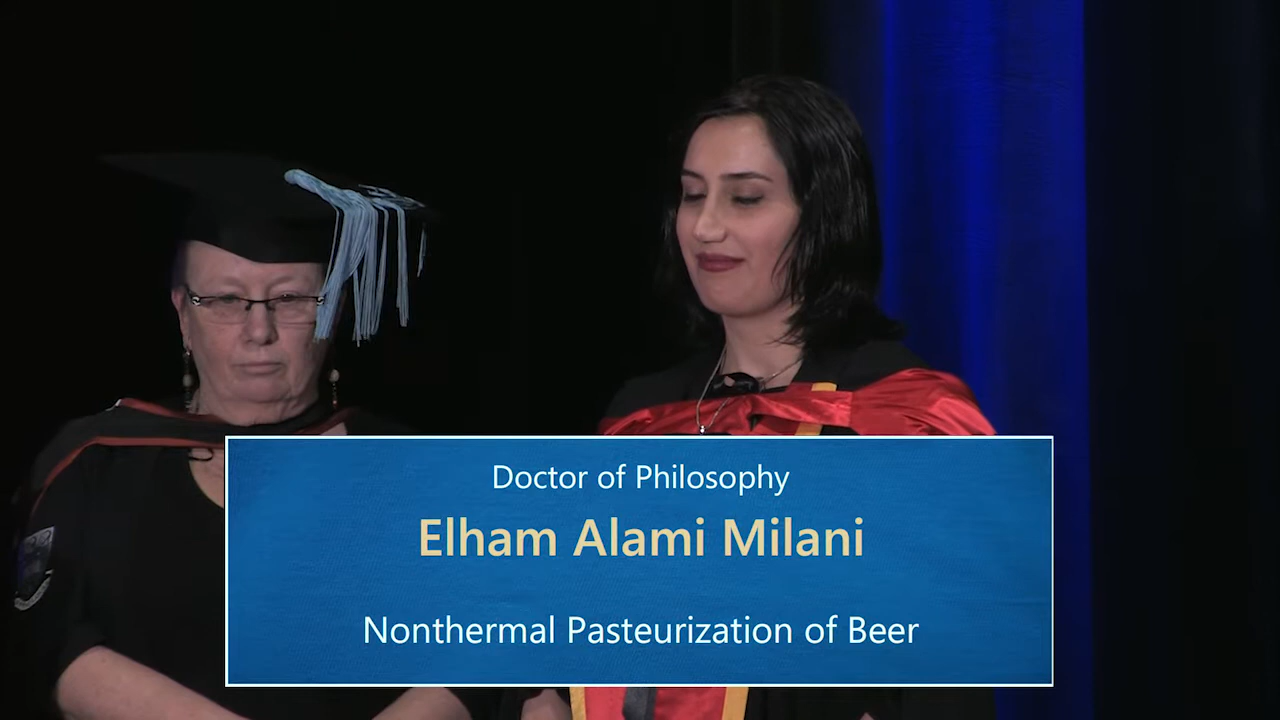 Doctor of Philosophy
Elham Alami Milani
Nonthermal Pasteurization of Beer